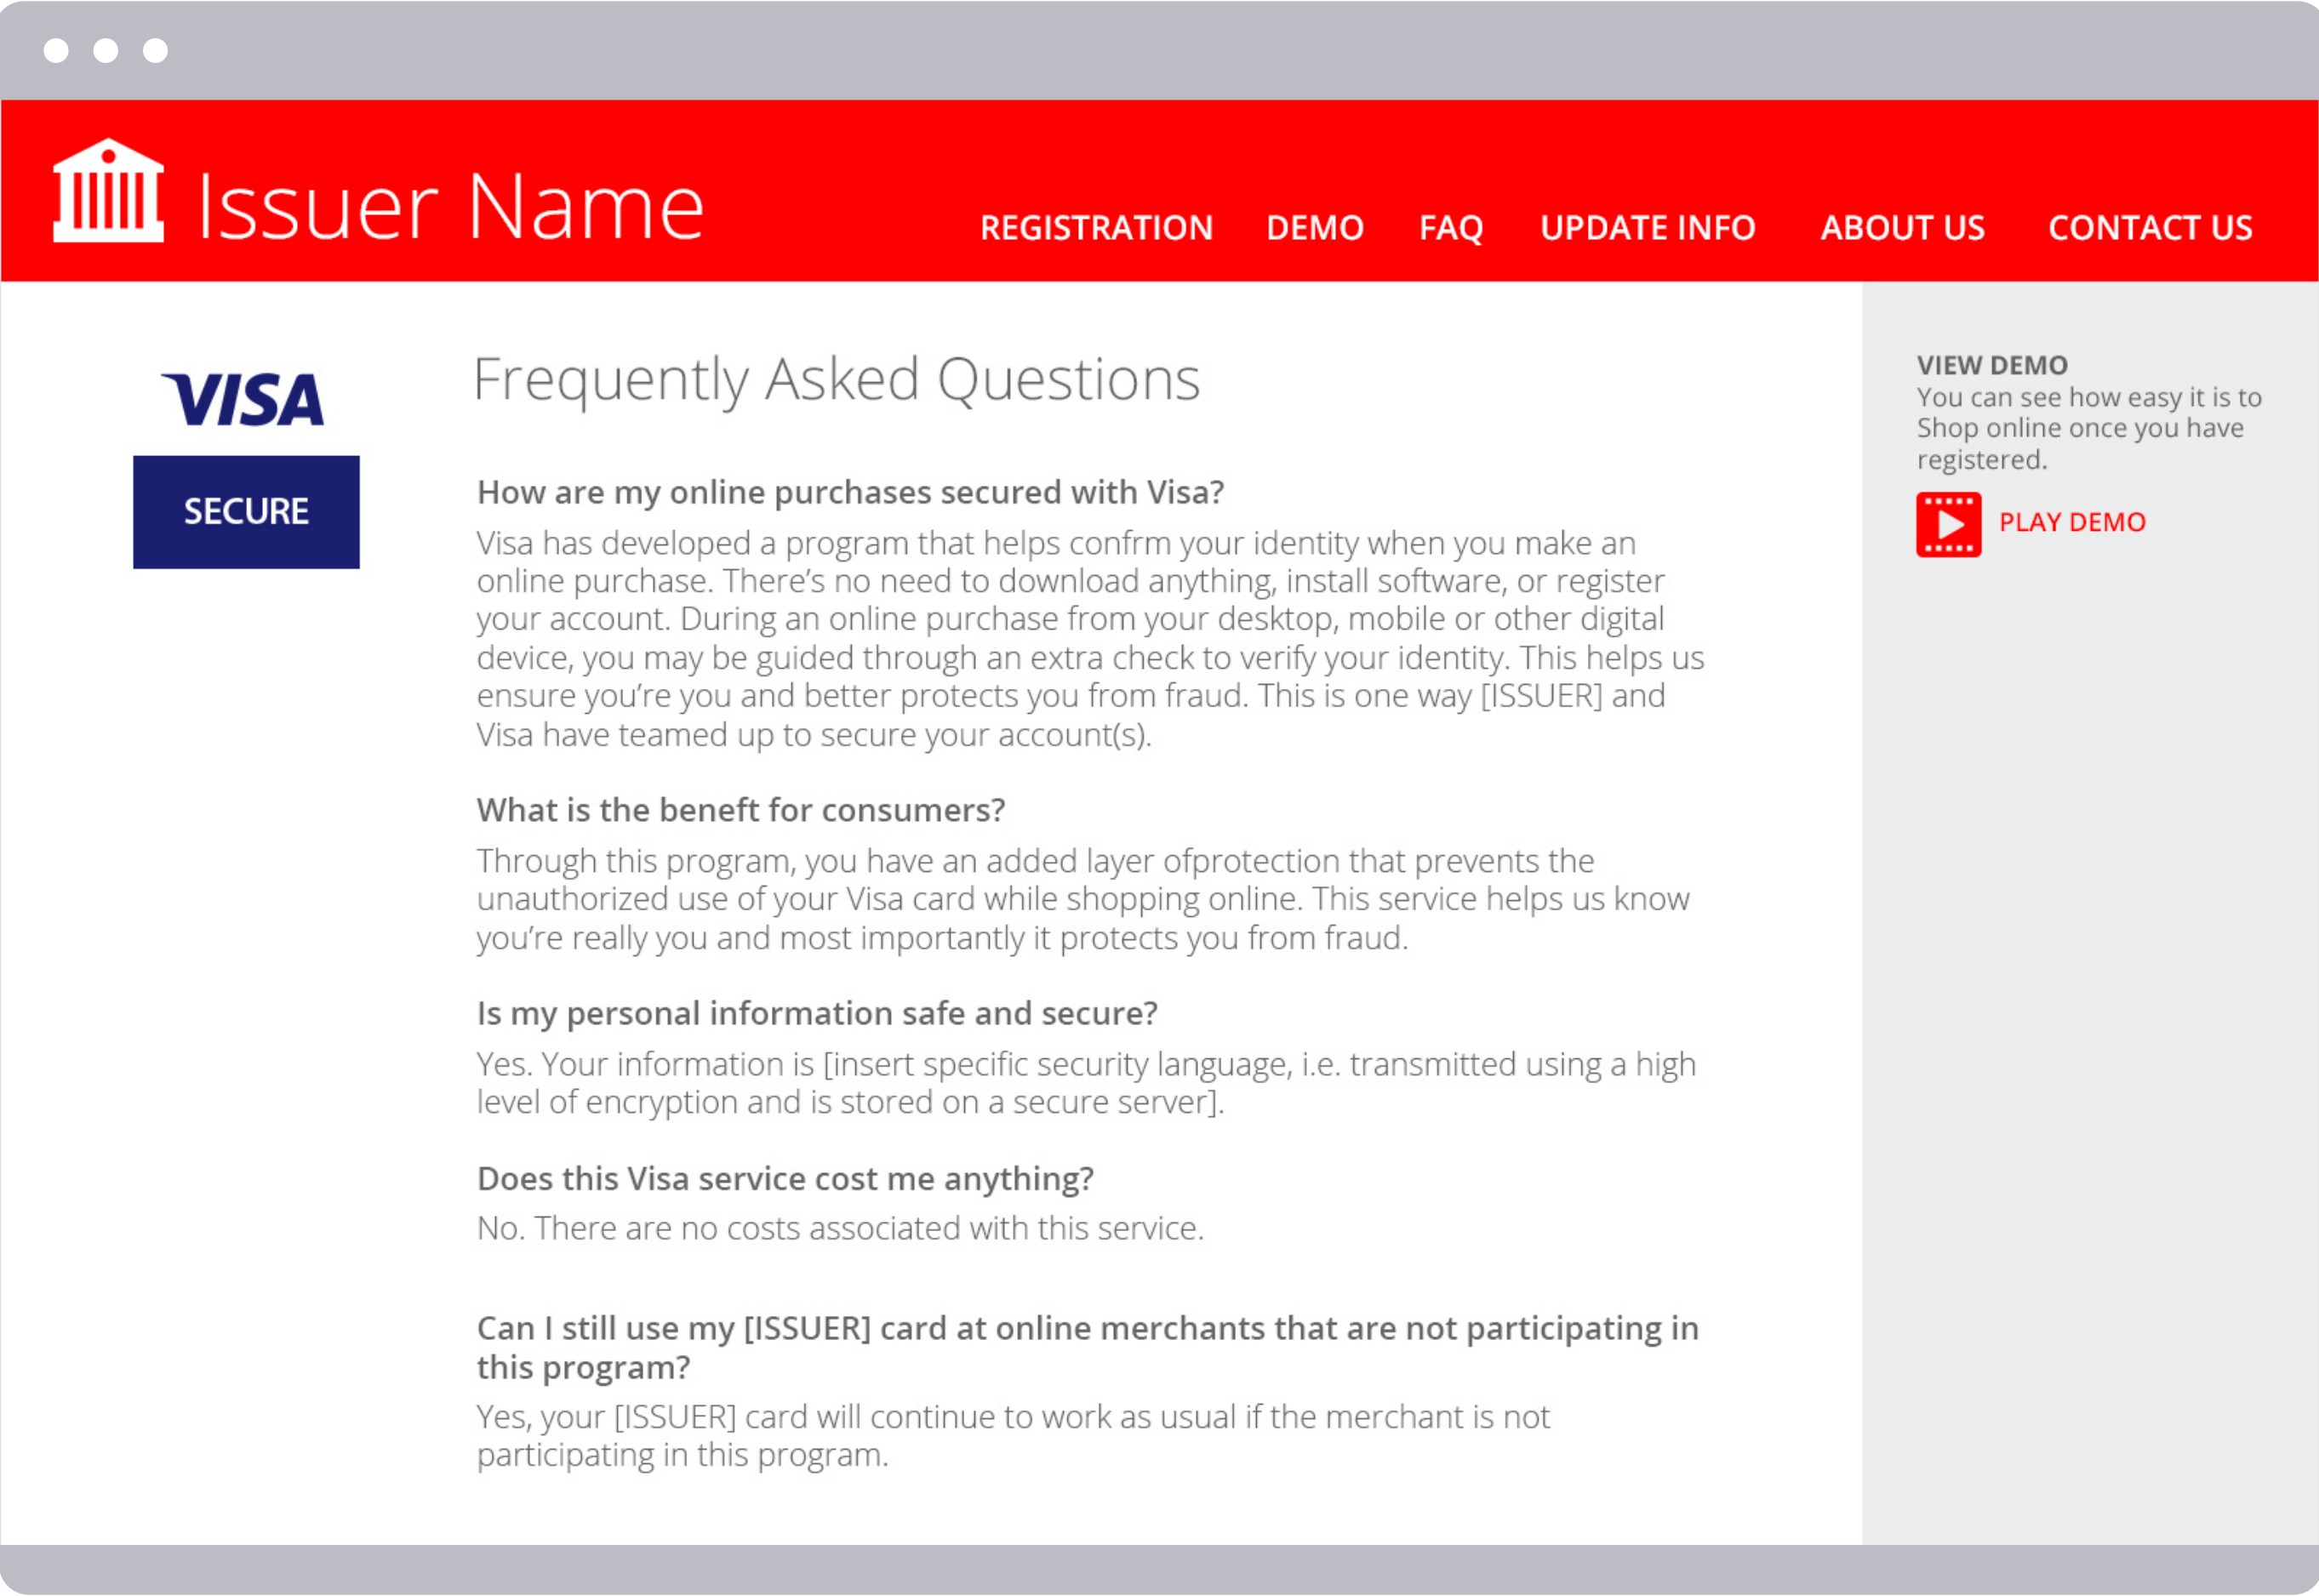 Issuer Name
REGISTRATION DEMO FAQ UPDATE INFO ABOUT US CONTACT US
VISA
SECURE
Frequently Asked Questions
How are my online purchases secured with Visa?
Visa has developed a program that helps confrm your identity when you make an
online purchase. There’s no need to download anything, install software, or register
your account. During an online purchase from your desktop, mobile or other digital
device, you may be guided through an extra check to verify your identity. This helps us
ensure you’re you and better protects you from fraud. This is one way [ISSUER] and
Visa have teamed up to secure your account(s).
What is the beneft for consumers?
Through this program, you have an added layer ofprotection that prevents the
unauthorized use of your Visa card while shopping online. This service helps us know
you’re really you and most importantly it protects you from fraud.
Is my personal information safe and secure?
Yes. Your information is [insert specific security language, i.e. transmitted using a high
level of encryption and is stored on a secure server].
Does this Visa service cost me anything?
No. There are no costs associated with this service.
Can I still use my [ISSUER] card at online merchants that are not participating in
this program?
Yes, your [ISSUER] card will continue to work as usual if the merchant is not
participating in this program.
VIEW DEMO
You can see how easy it is to
Shop online once you have
registered.
PLAY DEMO